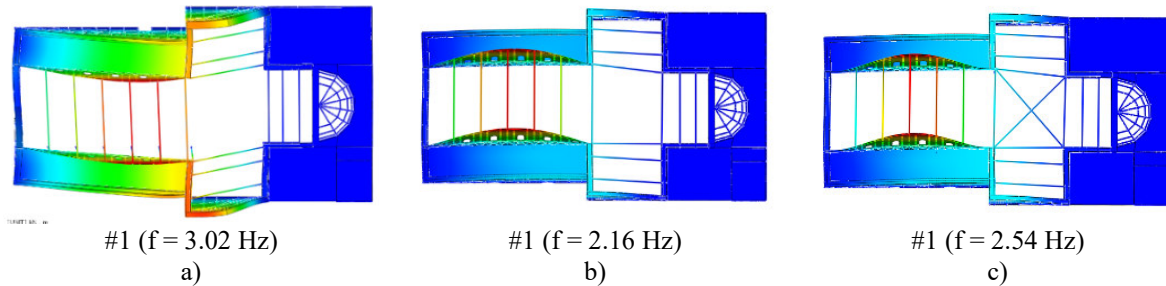 #1 (f = 3.02 Hz)
#1 (f = 2.16 Hz)
#1 (f = 2.54 Hz)
a)
b)
c)